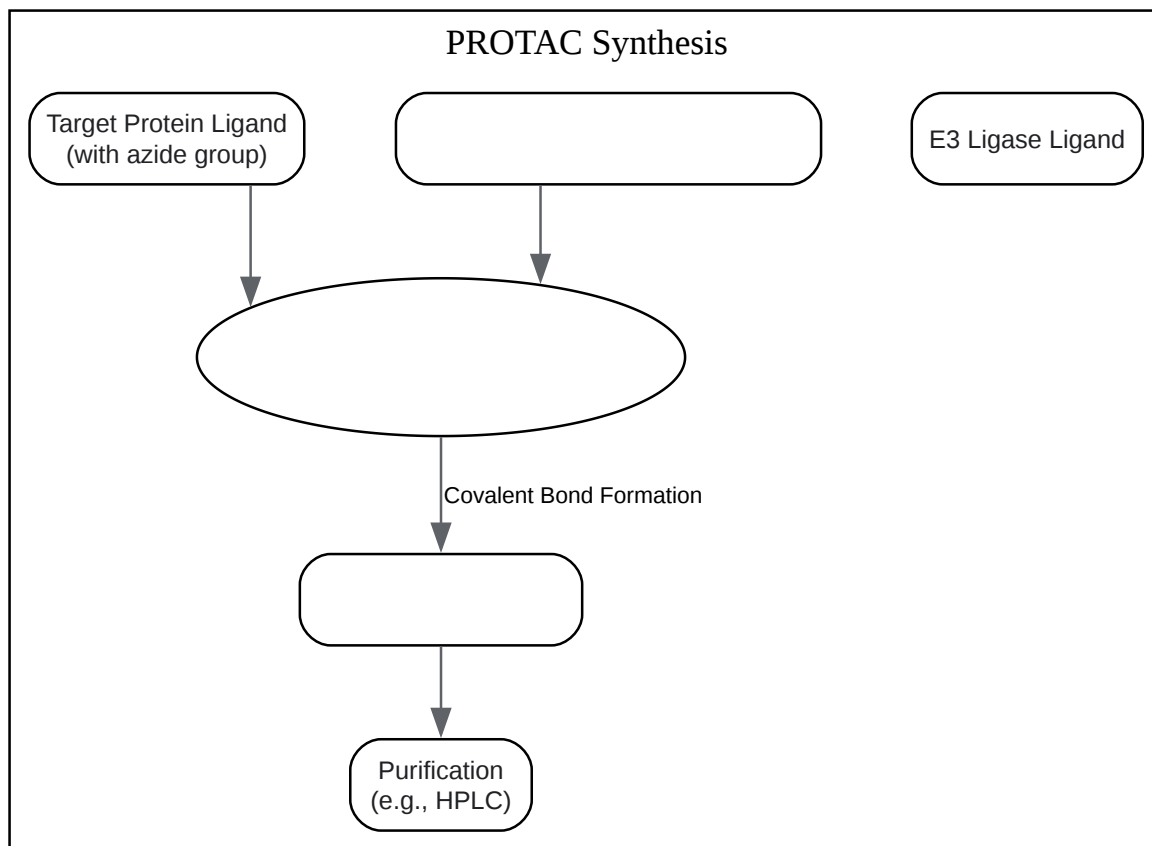 PROTAC Synthesis
Target Protein Ligand
(with azide group)
E3 Ligase Ligand
Covalent Bond Formation
Purification
(e.g., HPLC)